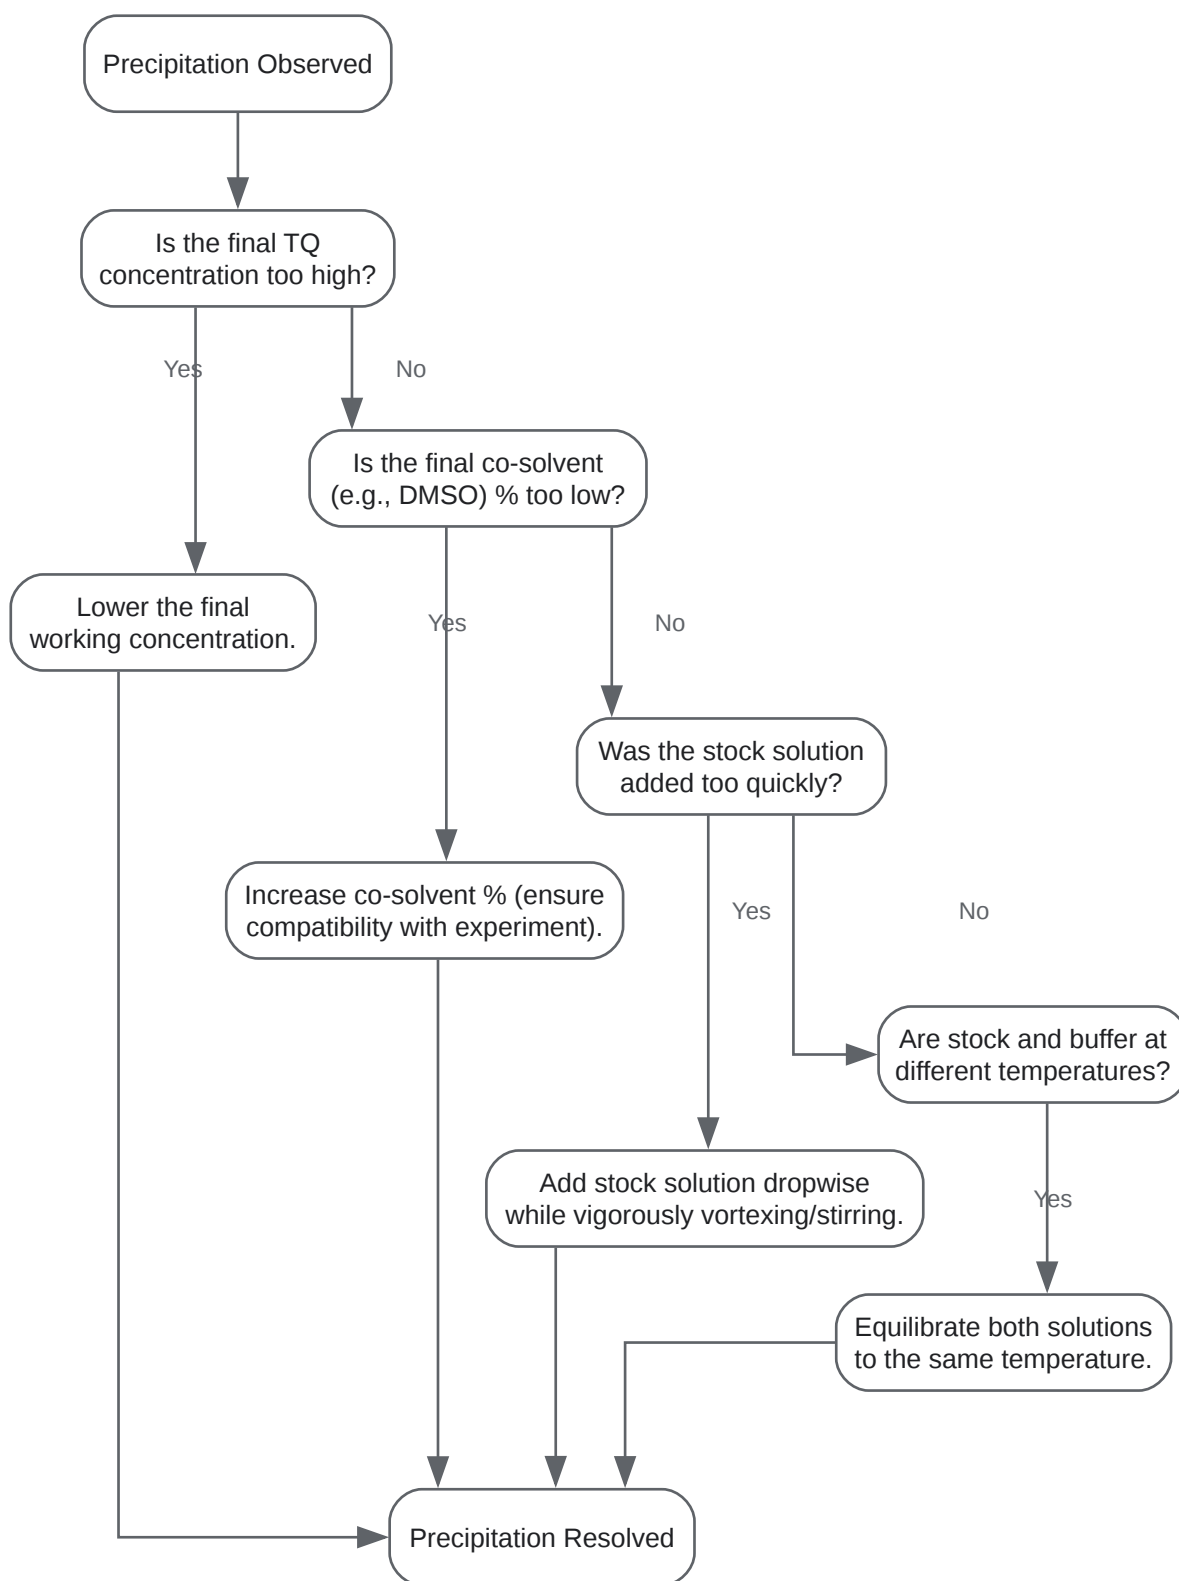 Precipitation Observed
Is the final TQ
concentration too high?
Yes
No
Is the final co-solvent
(e.g., DMSO) % too low?
Lower the final
working concentration.
Yes
No
Was the stock solution
added too quickly?
Increase co-solvent % (ensure
compatibility with experiment).
Yes
No
Are stock and buffer at
different temperatures?
Add stock solution dropwise
while vigorously vortexing/stirring.
Yes
Equilibrate both solutions
to the same temperature.
Precipitation Resolved